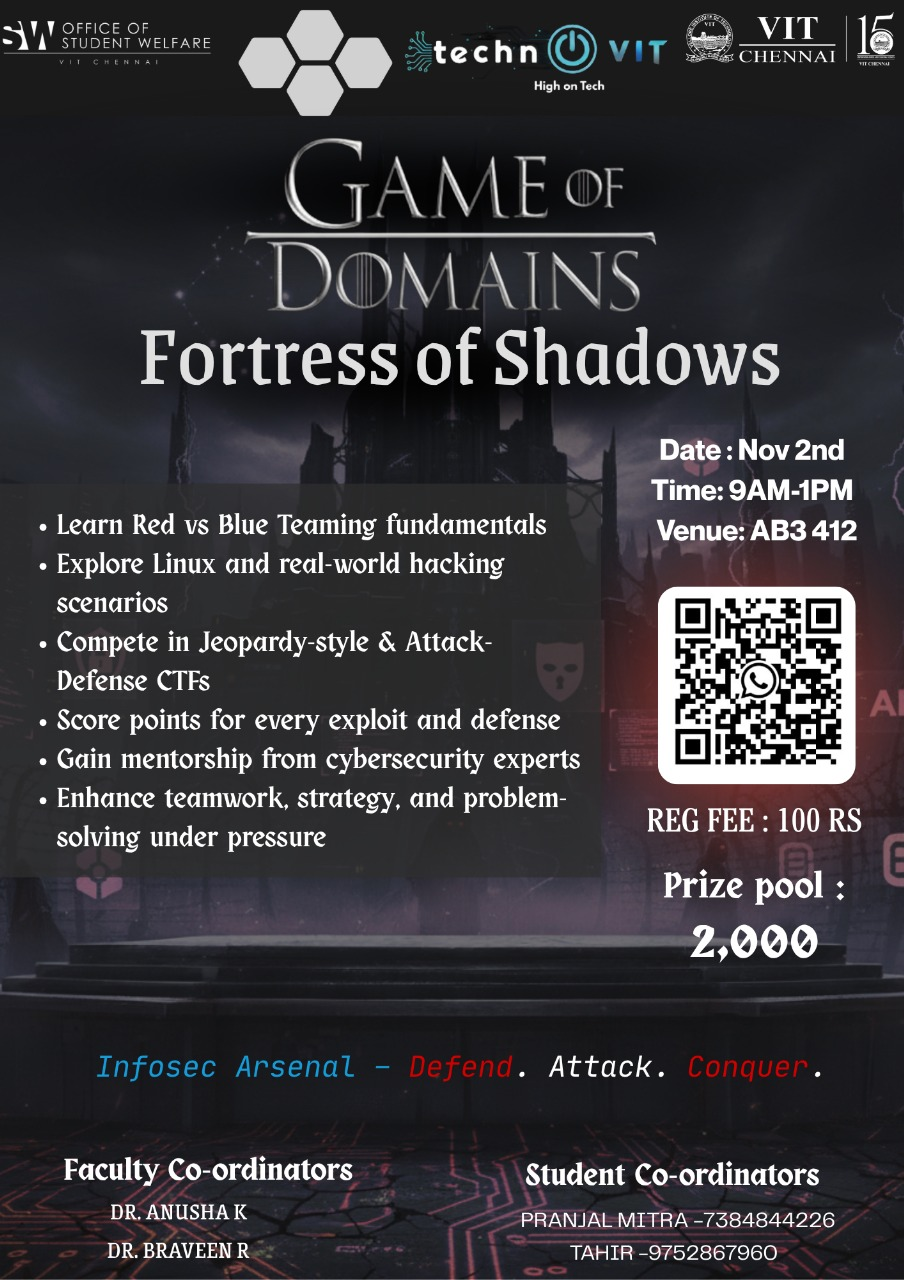 SW OFFICE OF
STUDENT WELFARE
VIT CHENNAI
techn VIT
High on Tech
VIT
CHENNAI
15
VIT CHENNAI
GAME OF
DOMAINS
Fortress of Shadows
Date : Nov 2nd
Time: 9AM-1PM
Venue: AB3 412
• Learn Red vs Blue Teaming fundamentals
• Explore Linux and real-world hacking
scenarios
• Compete in Jeopardy-style & Attack-
Defense CTFs
• Score points for every exploit and defense
• Gain mentorship from cybersecurity experts
• Enhance teamwork, strategy, and problem-
solving under pressure
REG FEE : 100 RS
Prize pool :
2,000
Infosec Arsenal – Defend. Attack. Conquer.
Faculty Co-ordinators
DR. ANUSHA K
DR. BRAVEEN R
Student Co-ordinators
PRANJAL MITRA –7384844226
TAHIR –9752867960